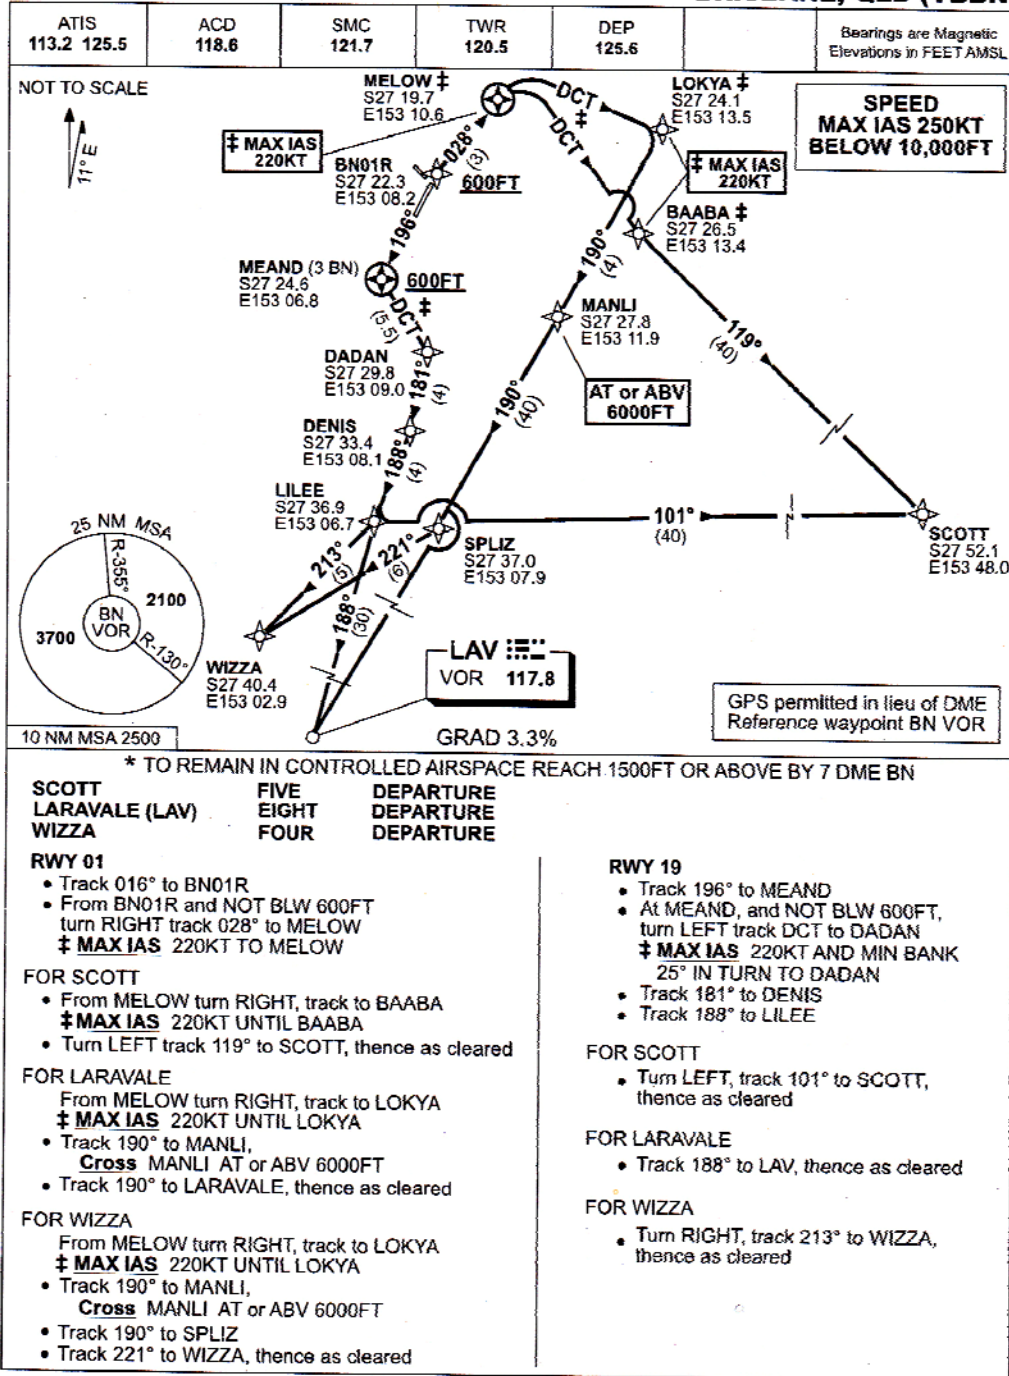 ATIS
113.2 125.5
ACD
118.6
SMC
121.7
TWR
120.5
DEP
125.6
Bearings are Magnetic
Elevations in FEET AMSL
NOT TO SCALE
11° E
MELOW ‡
S27 19.7
E153 10.6
DCT
‡
DCT
LOKYA ‡
S27 24.1
E153 13.5
SPEED
MAX IAS 250KT
BELOW 10,000FT
‡ MAX IAS
220KT
028°
(3)
BN01R
S27 22.3
E153 08.2
600FT
‡ MAX IAS
220KT
BAABA ‡
S27 26.5
E153 13.4
196°
190°
(4)
MEAND (3 BN)
S27 24.6
E153 06.8
600FT
DCT
‡
(5.5)
MANLI
S27 27.8
E153 11.9
119°
(40)
DADAN
S27 29.8
E153 09.0
181°
(4)
190°
(40)
AT or ABV
6000FT
DENIS
S27 33.4
E153 08.1
188°
(4)
LILEE
S27 36.9
E153 06.7
101°
(40)
SCOTT
S27 52.1
E153 48.0
SPLIZ
S27 37.0
E153 07.9
213°
(5)
221°
(6)
188°
(30)
25 NM MSA
R-355°
2100
BN
VOR
3700
R-130°
WIZZA
S27 40.4
E153 02.9
LAV
VOR 117.8
GPS permitted in lieu of DME
Reference waypoint BN VOR
10 NM MSA 2500
GRAD 3.3%
* TO REMAIN IN CONTROLLED AIRSPACE REACH 1500FT OR ABOVE BY 7 DME BN
SCOTT FIVE DEPARTURE
LARAVALE (LAV) EIGHT DEPARTURE
WIZZA FOUR DEPARTURE
RWY 01
• Track 016° to BN01R
• From BN01R and NOT BLW 600FT
turn RIGHT track 028° to MELOW
‡ MAX IAS 220KT TO MELOW
FOR SCOTT
• From MELOW turn RIGHT, track to BAABA
‡ MAX IAS 220KT UNTIL BAABA
• Turn LEFT track 119° to SCOTT, thence as cleared
FOR LARAVALE
From MELOW turn RIGHT, track to LOKYA
‡ MAX IAS 220KT UNTIL LOKYA
• Track 190° to MANLI,
Cross MANLI AT or ABV 6000FT
• Track 190° to LARAVALE, thence as cleared
FOR WIZZA
From MELOW turn RIGHT, track to LOKYA
‡ MAX IAS 220KT UNTIL LOKYA
• Track 190° to MANLI,
Cross MANLI AT or ABV 6000FT
• Track 190° to SPLIZ
• Track 221° to WIZZA, thence as cleared
RWY 19
• Track 196° to MEAND
• At MEAND, and NOT BLW 600FT,
turn LEFT track DCT to DADAN
‡ MAX IAS 220KT AND MIN BANK
25° IN TURN TO DADAN
• Track 181° to DENIS
• Track 188° to LILEE
FOR SCOTT
• Turn LEFT, track 101° to SCOTT,
thence as cleared
FOR LARAVALE
• Track 188° to LAV, thence as cleared
FOR WIZZA
• Turn RIGHT, track 213° to WIZZA,
thence as cleared